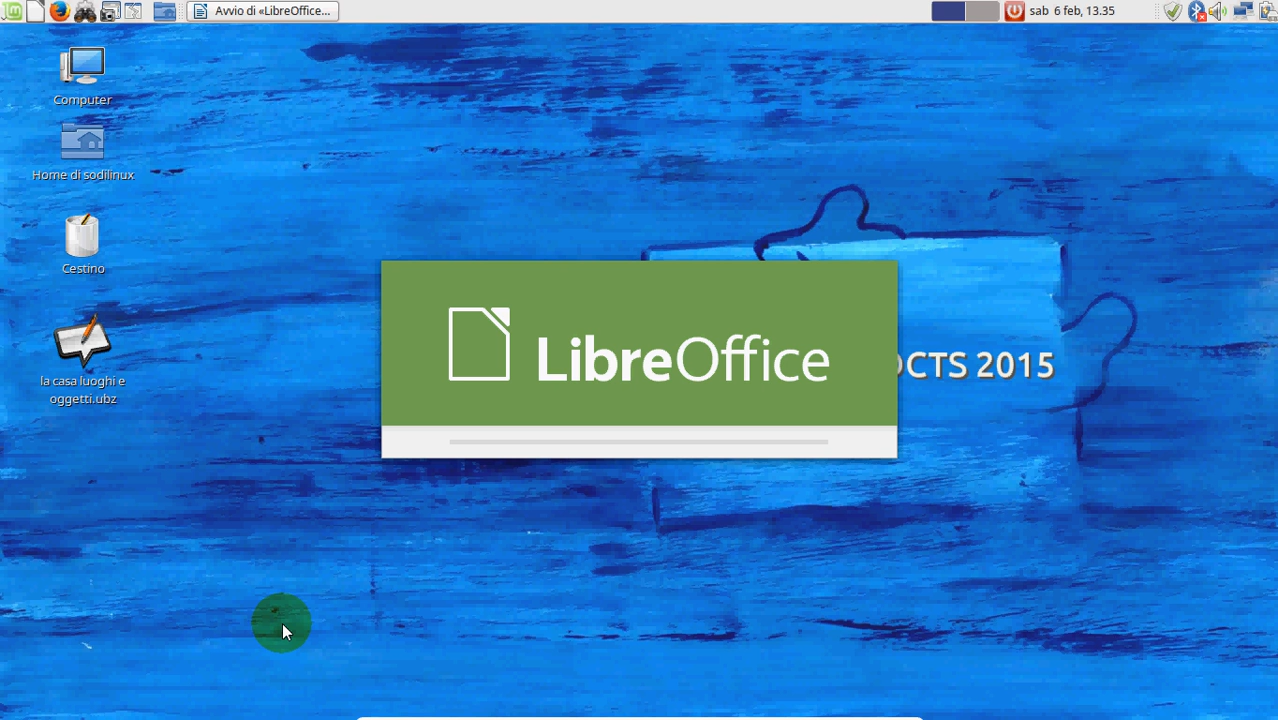 Avvio di «LibreOffice...
sab 6 feb, 13.35
Computer
Home di sodilinux
Cestino
la casa luoghi e
oggetti.ubz
LibreOffice
CTS 2015